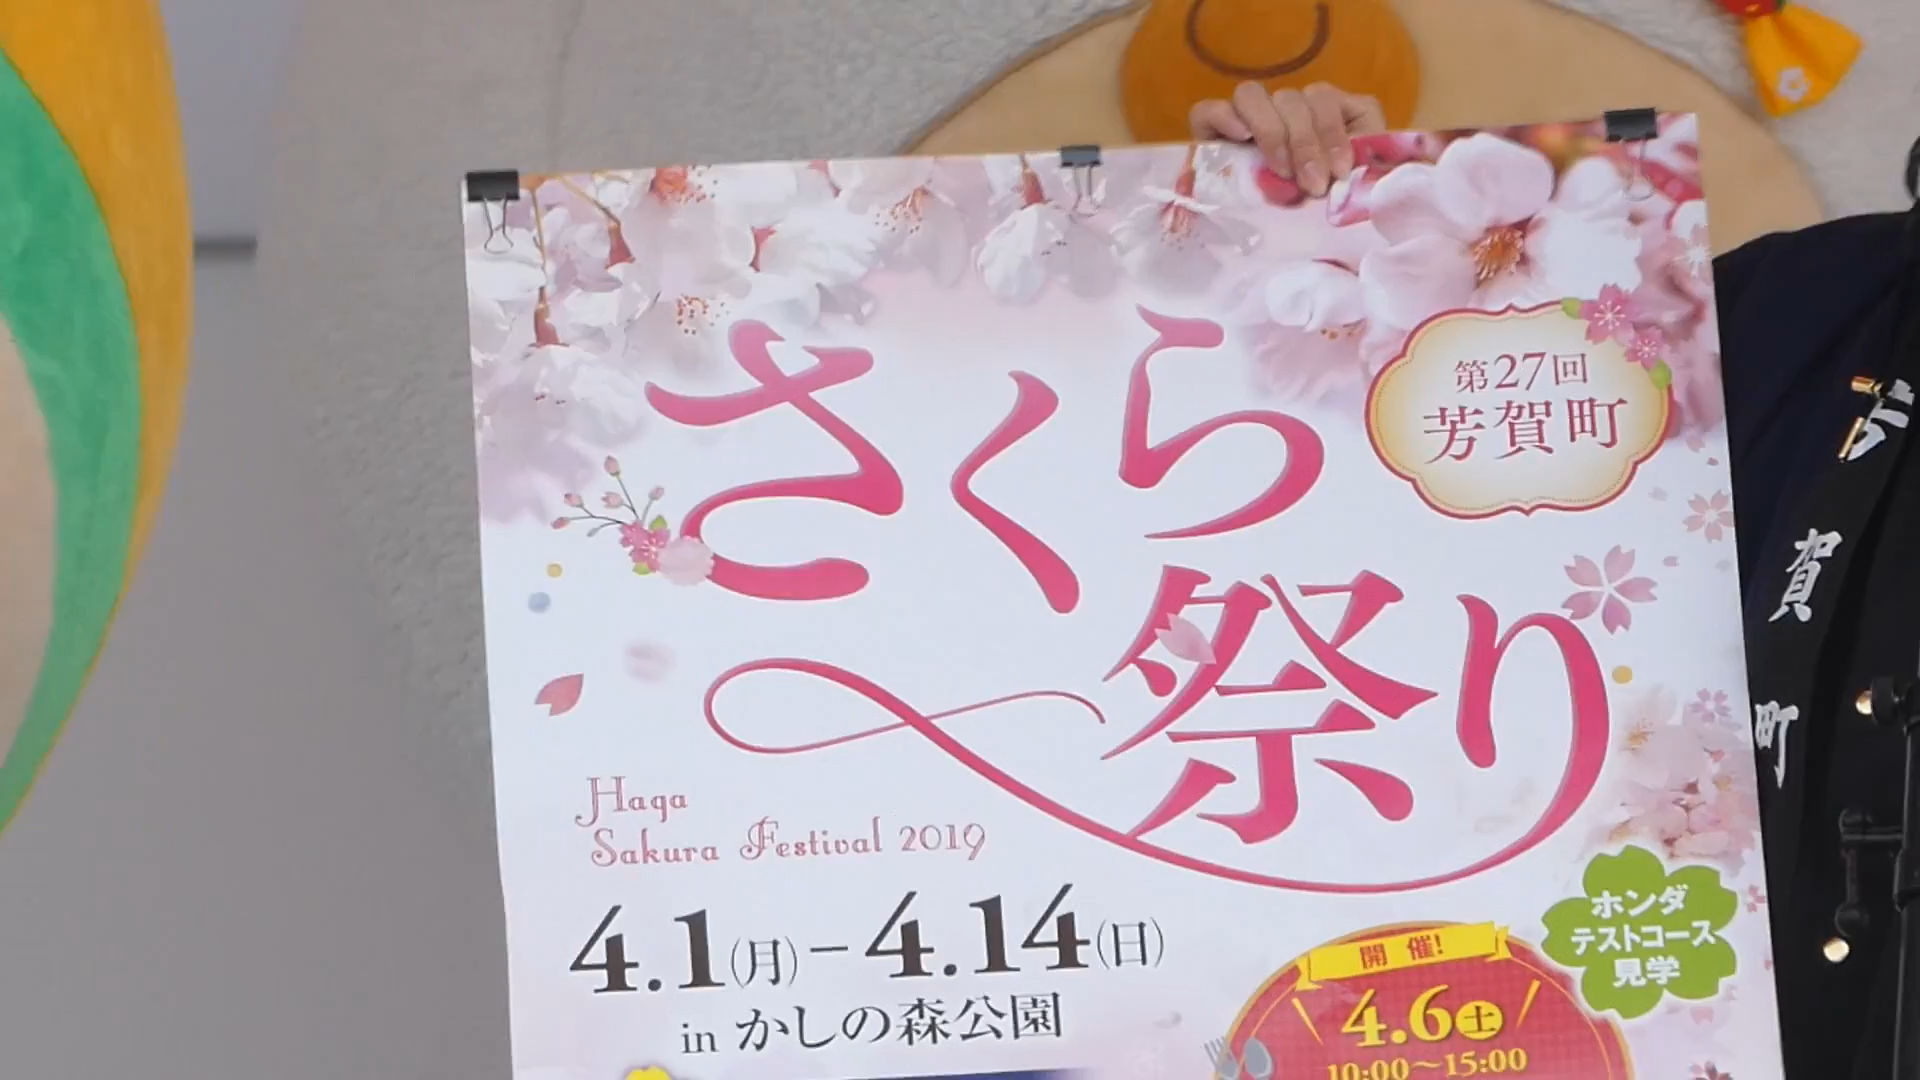 さくら
祭り
第27回
芳賀町
Haga
Sakura Festival 2019
4.1(月)－4.14(日)
in かしの森公園
ホンダ
テストコース
見学
開催!
4.6土
10:00〜15:00
芳賀町